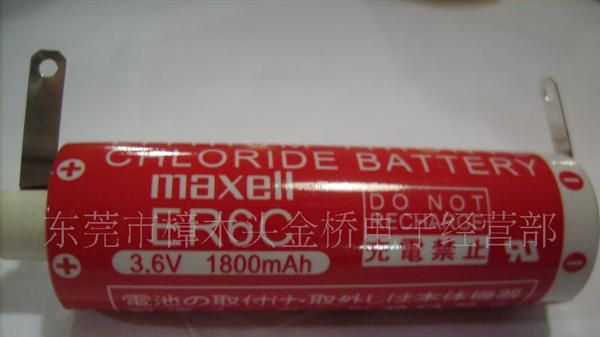 CHLORIDE BATTERY
maxell
ER6C
3.6V 1800mAh
DO NOT
RECHARGE
充電禁止
電池の取付け・取外しは本体機器
东莞市樟木头金桥电子经营部